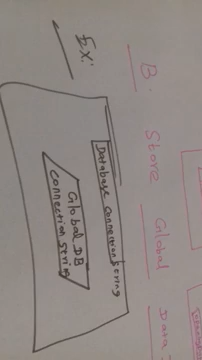 B. Store Global Data
Ex:
Database Connection String
Global DB
Connection String